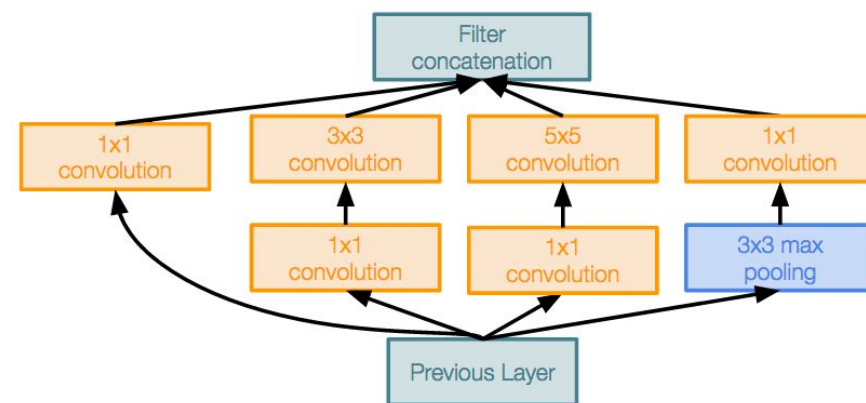 Filter
concatenation
1x1
convolution
3x3
convolution
5x5
convolution
1x1
convolution
1x1
convolution
1x1
convolution
3x3 max
pooling
Previous Layer